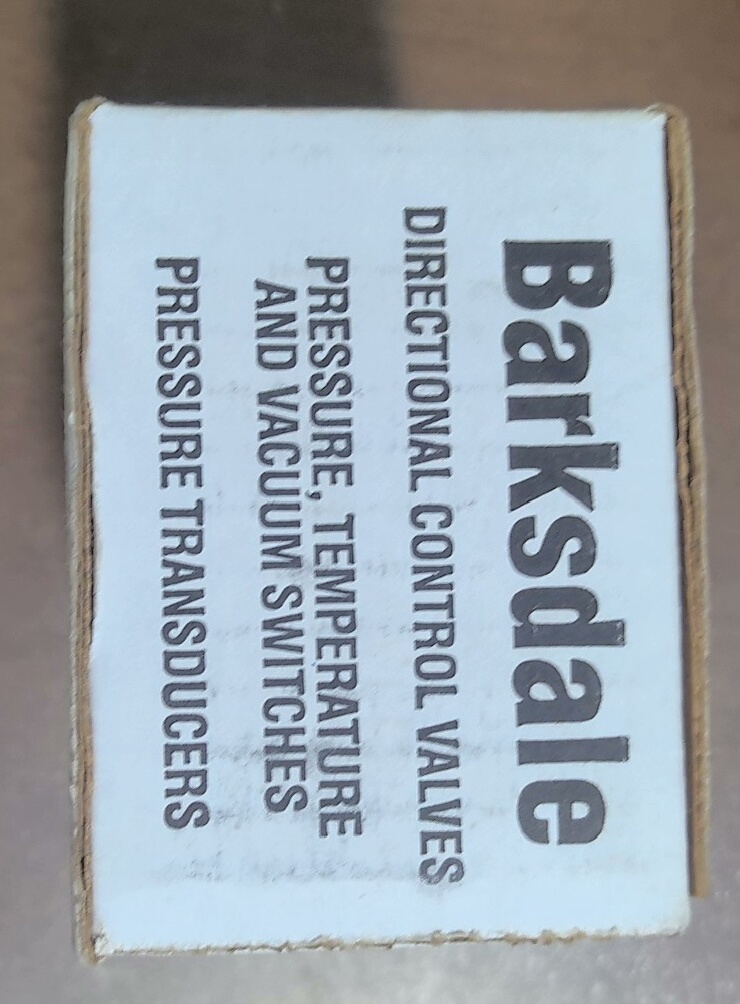 Barksdale
DIRECTIONAL CONTROL VALVES
PRESSURE, TEMPERATURE
AND VACUUM SWITCHES
PRESSURE TRANSDUCERS